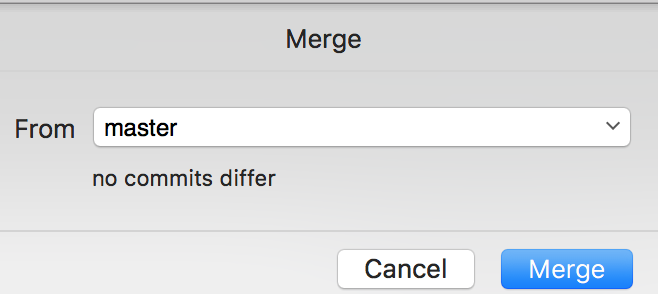 Merge
From master
no commits differ
Cancel Merge